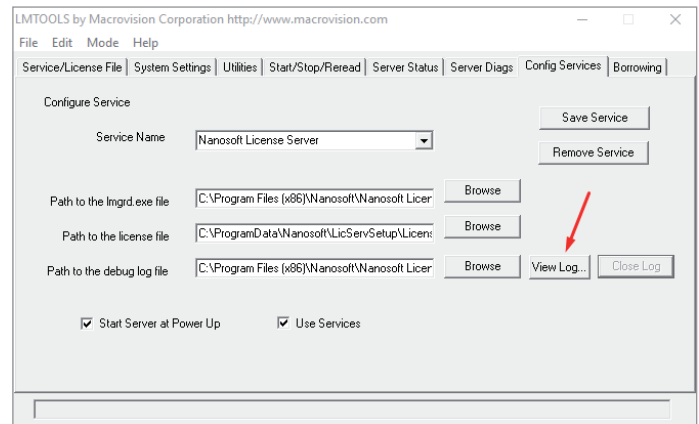 LMTOOLS by Macrovision Corporation http://www.macrovision.com
File Edit Mode Help
Service/License File System Settings Utilities Start/Stop/Reread Server Status Server Diags Config Services Borrowing
Configure Service
Save Service
Service Name Nanosoft License Server
Remove Service
Browse
Path to the lmgrd.exe file C:\Program Files (x86)\Nanosoft\Nanosoft Licer
Browse
Path to the license file C:\ProgramData\Nanosoft\LicServSetup\Licens
Path to the debug log file C:\Program Files (x86)\Nanosoft\Nanosoft Licer Browse View Log... Close Log
Start Server at Power Up Use Services